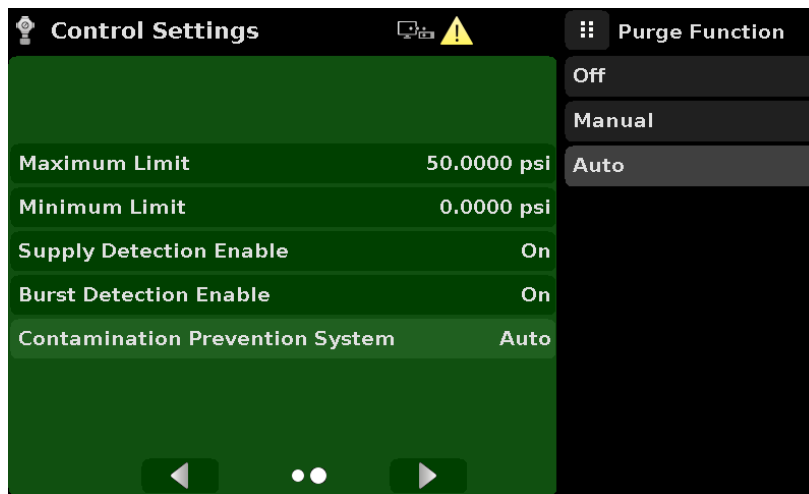 Control Settings
Maximum Limit 50.0000 psi
Minimum Limit 0.0000 psi
Supply Detection Enable On
Burst Detection Enable On
Contamination Prevention System Auto
Purge Function
Off
Manual
Auto